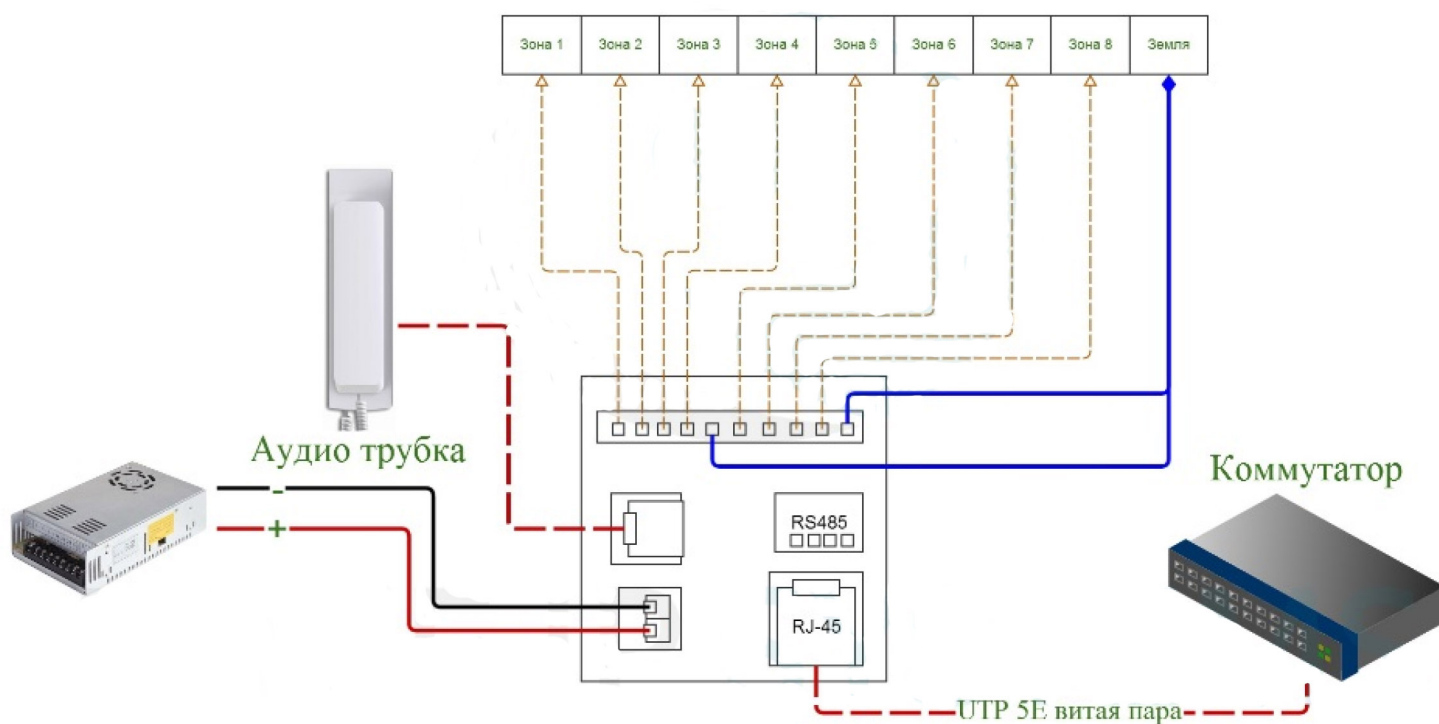 Зона 1
Зона 2
Зона 3
Зона 4
Зона 5
Зона 6
Зона 7
Зона 8
Земля
Аудио трубка
Коммутатор
-
+
RS485
RJ-45
UTP 5E витая пара